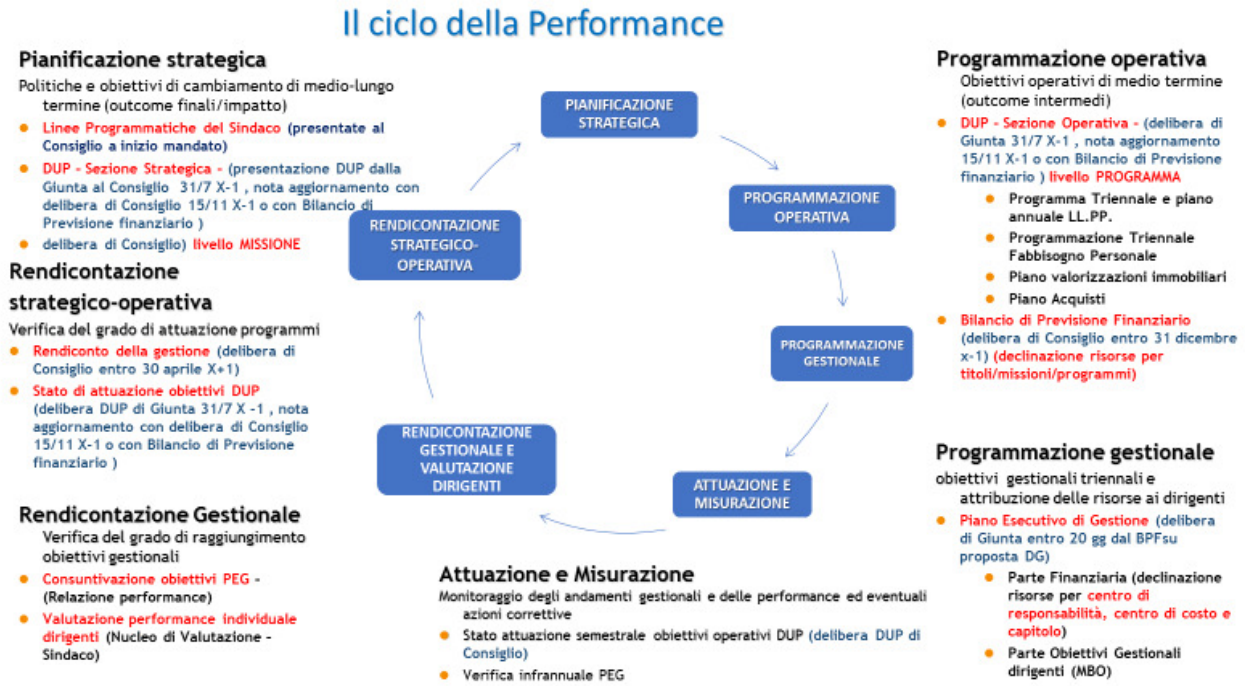 Il ciclo della Performance
Pianificazione strategica
Politiche e obiettivi di cambiamento di medio-lungo
termine (outcome finali/impatto)
Linee Programmatiche del Sindaco (presentate al
Consiglio a inizio mandato)
DUP - Sezione Strategica - (presentazione DUP dalla
Giunta al Consiglio 31/7 X-1 , nota aggiornamento con
delibera di Consiglio 15/11 X-1 o con Bilancio di
Previsione finanziario )
delibera di Consiglio) livello MISSIONE
Rendicontazione
strategico-operativa
Verifica del grado di attuazione programmi
Rendiconto della gestione (delibera di
Consiglio entro 30 aprile X+1)
Stato di attuazione obiettivi DUP
(delibera DUP di Giunta 31/7 X -1 , nota
aggiornamento con delibera di Consiglio
15/11 X-1 o con Bilancio di Previsione
finanziario )
Rendicontazione Gestionale
Verifica del grado di raggiungimento
obiettivi gestionali
Consuntivazione obiettivi PEG -
(Relazione performance)
Valutazione performance individuale
dirigenti (Nucleo di Valutazione -
Sindaco)
PIANIFICAZIONE
STRATEGICA
PROGRAMMAZIONE
OPERATIVA
PROGRAMMAZIONE
GESTIONALE
ATTUAZIONE E
MISURAZIONE
RENDICONTAZIONE
GESTIONALE E
VALUTAZIONE
DIRIGENTI
RENDICONTAZIONE
STRATEGICO-
OPERATIVA
Attuazione e Misurazione
Monitoraggio degli andamenti gestionali e delle performance ed eventuali
azioni correttive
Stato attuazione semestrale obiettivi operativi DUP (delibera DUP di
Consiglio)
Verifica infrannuale PEG
Programmazione operativa
Obiettivi operativi di medio termine
(outcome intermedi)
DUP - Sezione Operativa - (delibera di
Giunta 31/7 X-1 , nota aggiornamento
15/11 X-1 o con Bilancio di Previsione
finanziario ) livello PROGRAMMA
Programma Triennale e piano
annuale LL.PP.
Programmazione Triennale
Fabbisogno Personale
Piano valorizzazioni immobiliari
Piano Acquisti
Bilancio di Previsione Finanziario
(delibera di Consiglio entro 31 dicembre
x-1) (declinazione risorse per
titoli/missioni/programmi)
Programmazione gestionale
obiettivi gestionali triennali e
attribuzione delle risorse ai dirigenti
Piano Esecutivo di Gestione (delibera
di Giunta entro 20 gg dal BPFsu
proposta DG)
Parte Finanziaria (declinazione
risorse per centro di
responsabilità, centro di costo e
capitolo)
Parte Obiettivi Gestionali
dirigenti (MBO)